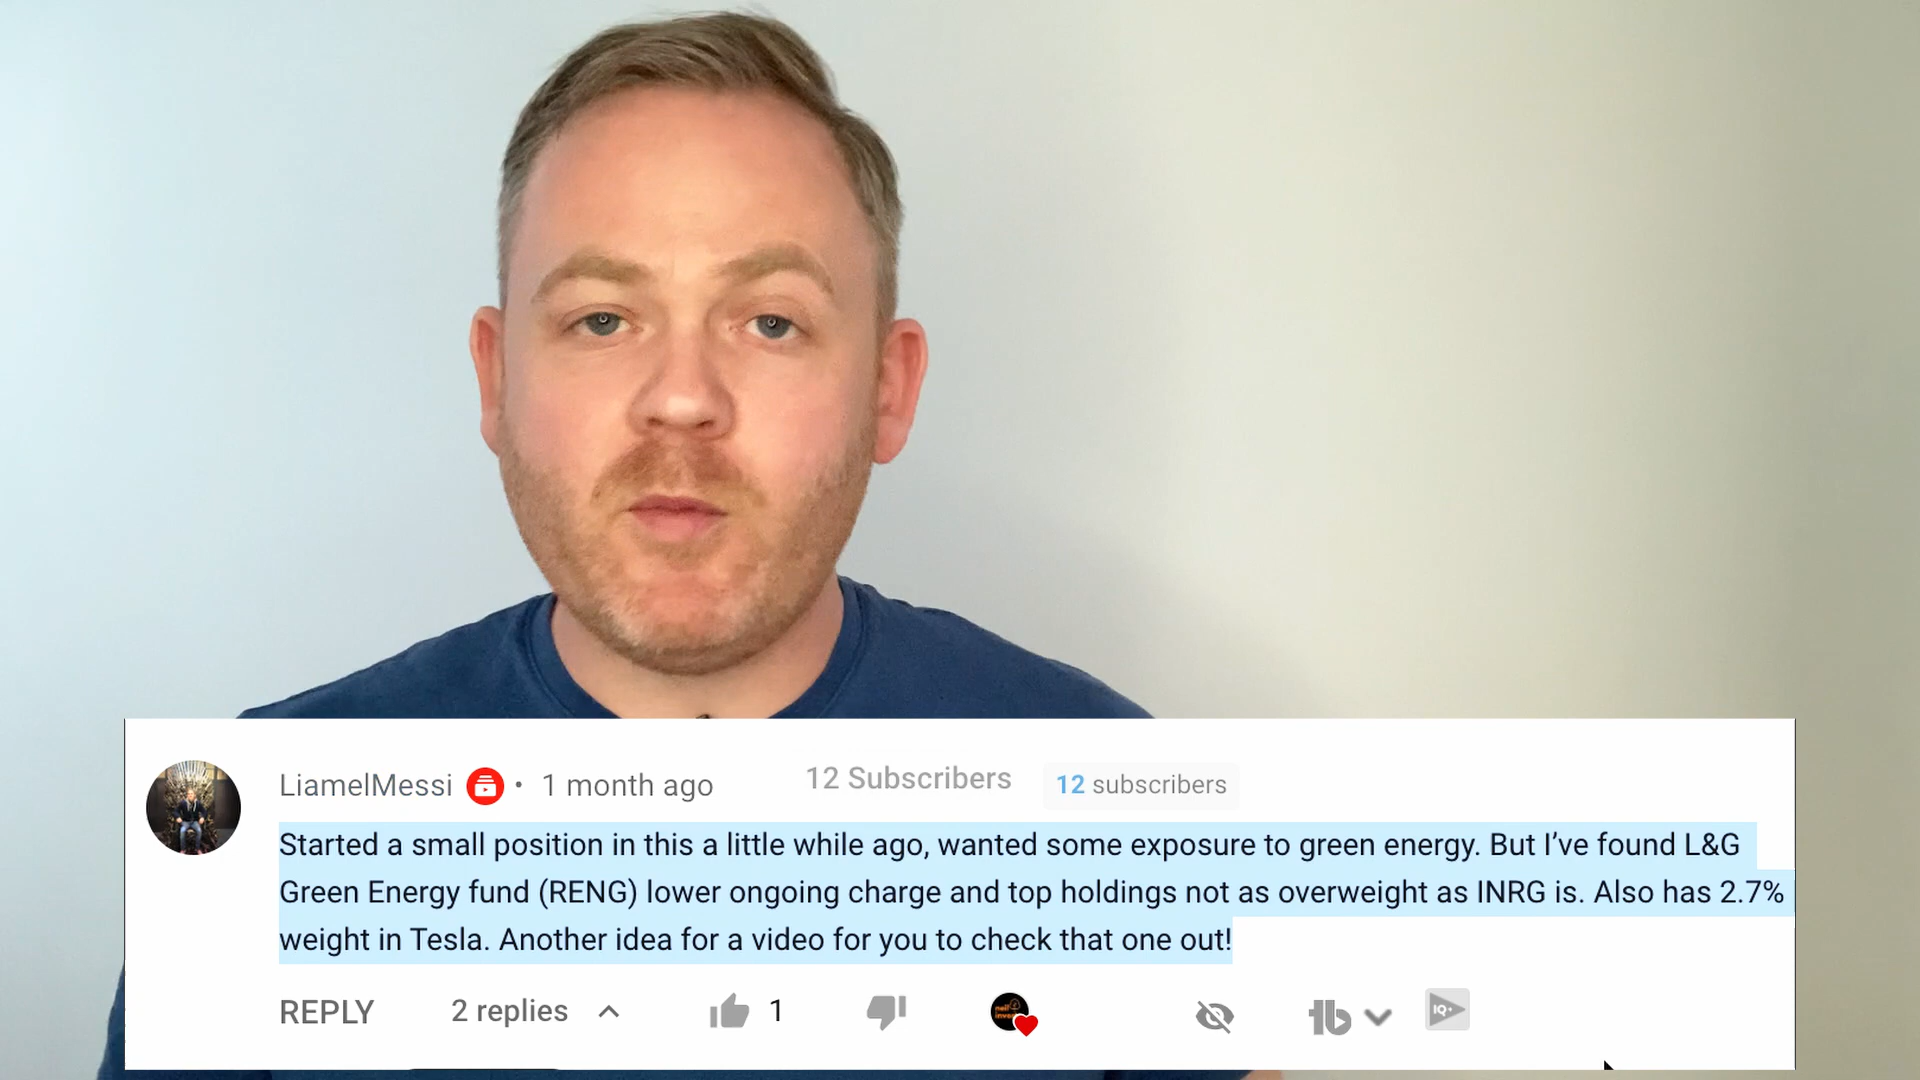 LiamelMessi • 1 month ago 12 Subscribers 12 subscribers
Started a small position in this a little while ago, wanted some exposure to green energy. But I’ve found L&G
Green Energy fund (RENG) lower ongoing charge and top holdings not as overweight as INRG is. Also has 2.7%
weight in Tesla. Another idea for a video for you to check that one out!
REPLY 2 replies 1 tb IQ+